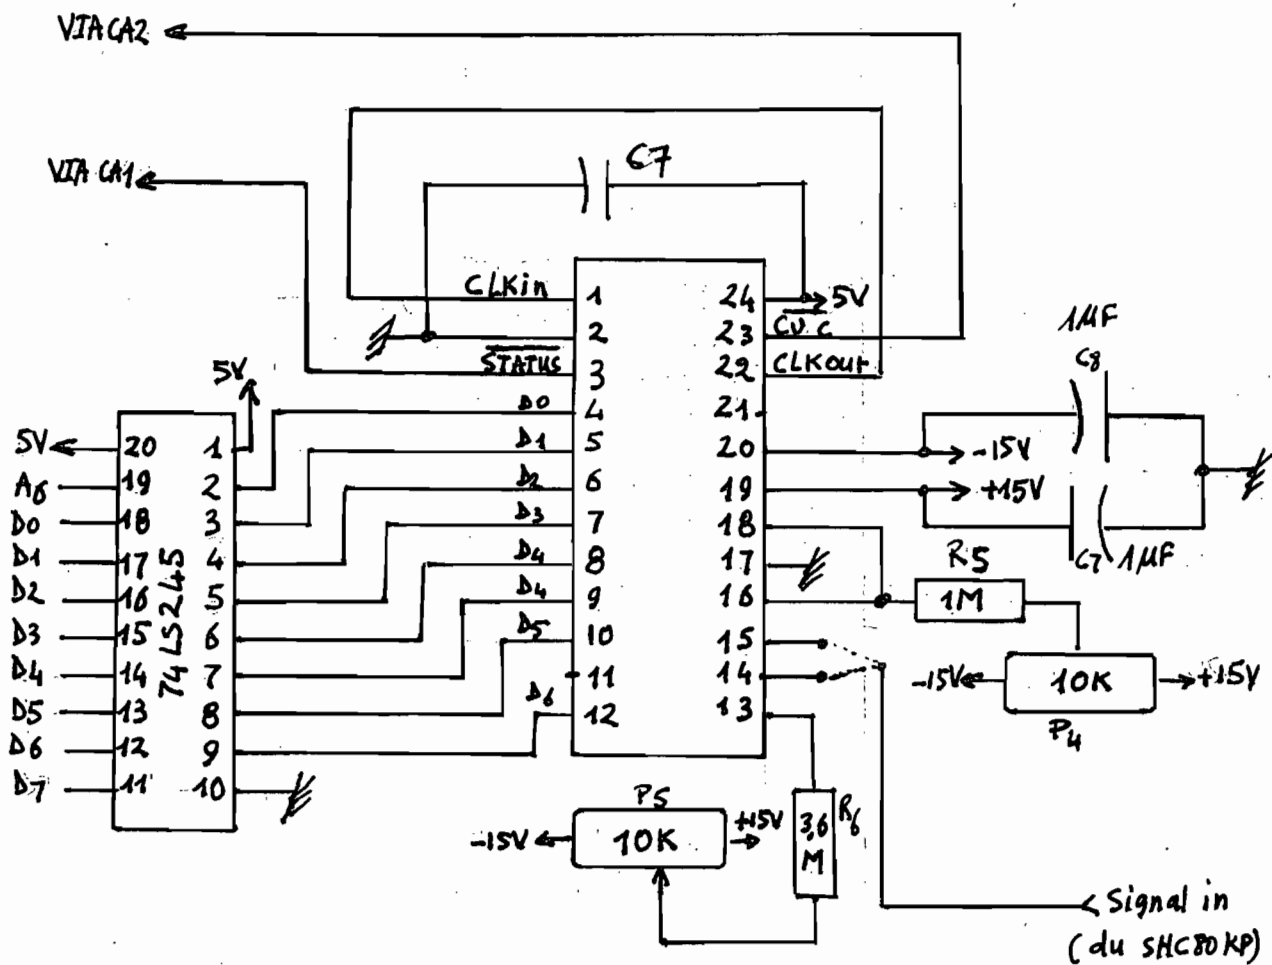 VIA CA2
VIA CA1
C7
CLKin
1
24
5V
2
23
CV C
STATUS
3
22
CLKout
D0
4
21
D1
5
20
-15V
D2
6
19
+15V
D3
7
18
D4
8
17
D4
9
16
D5
10
15
11
14
D6
12
13
1µF
C8
C7 1µF
R5
1M
-15V
10K
+15V
P4
5V
5V
20
1
A6
19
2
D0
18
3
D1
17
4
D2
16
5
D3
15
6
D4
14
7
D5
13
8
D6
12
9
D7
11
10
74LS245
P5
-15V
10K
+15V
3,6
M
R6
Signal in
(du SHC80KP)